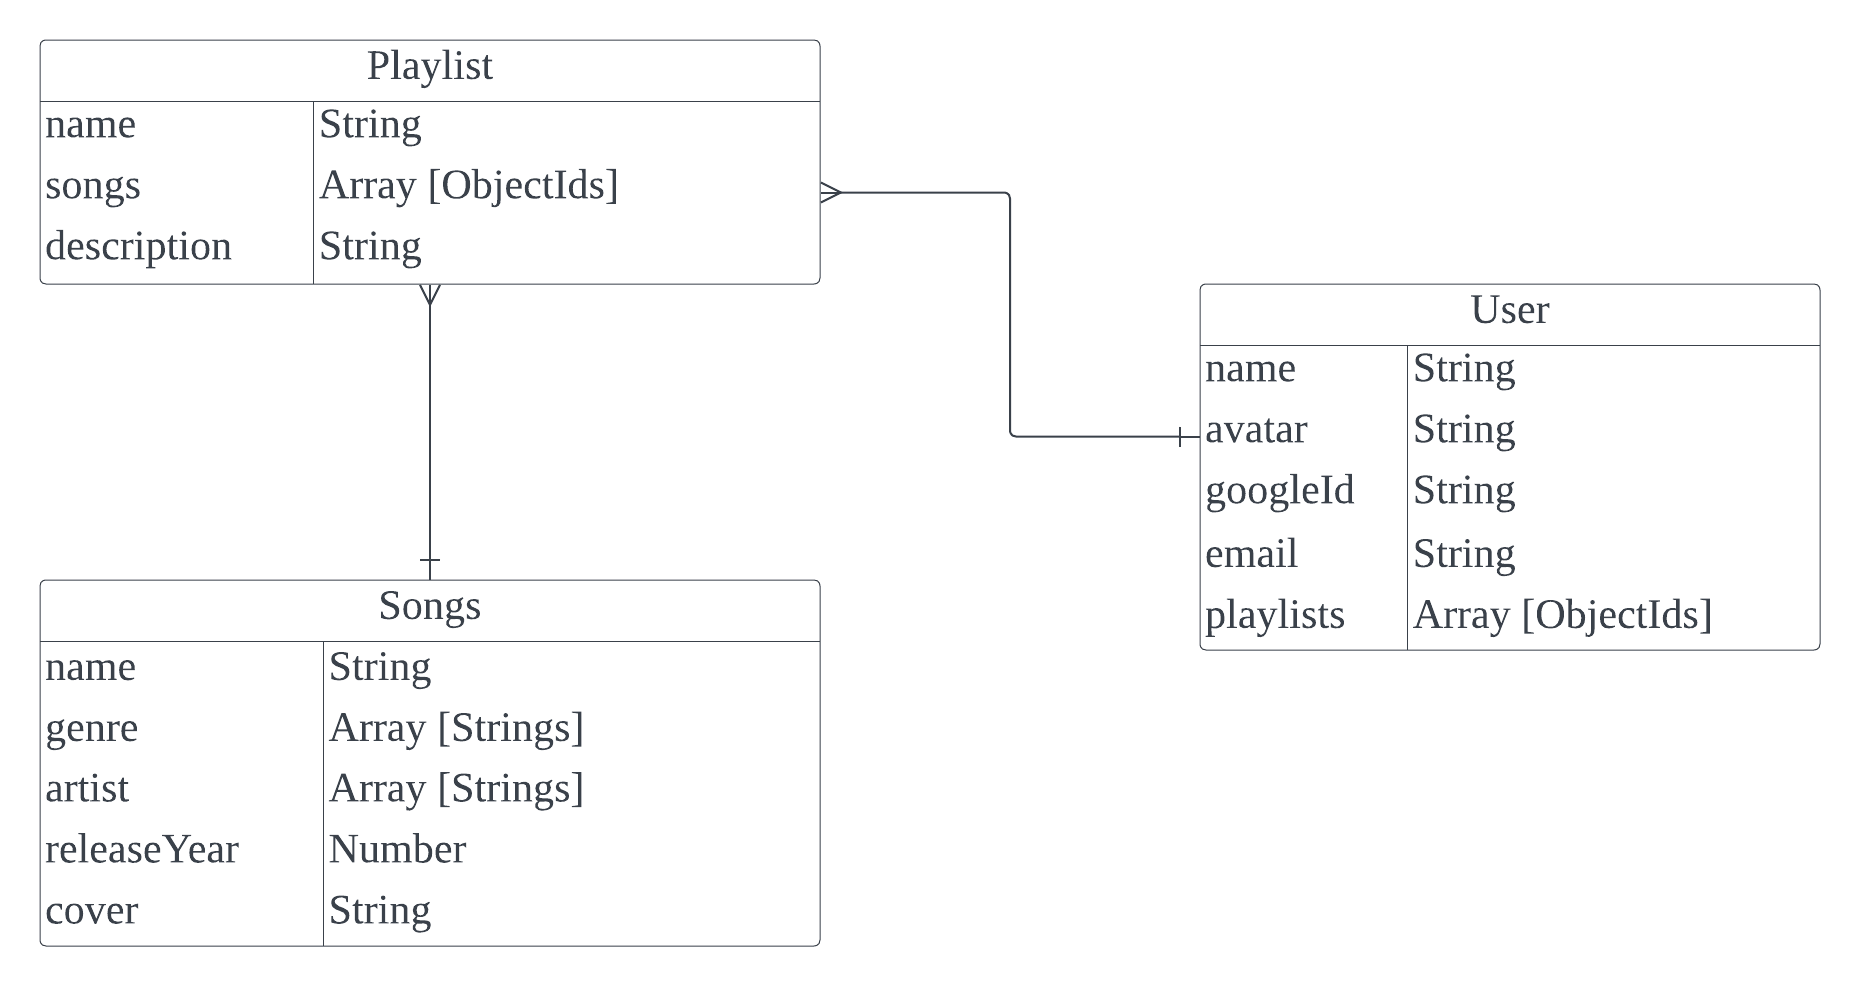 Playlist
name String
songs Array [ObjectIds]
description String
User
name String
avatar String
googleId String
email String
playlists Array [ObjectIds]
Songs
name String
genre Array [Strings]
artist Array [Strings]
releaseYear Number
cover String